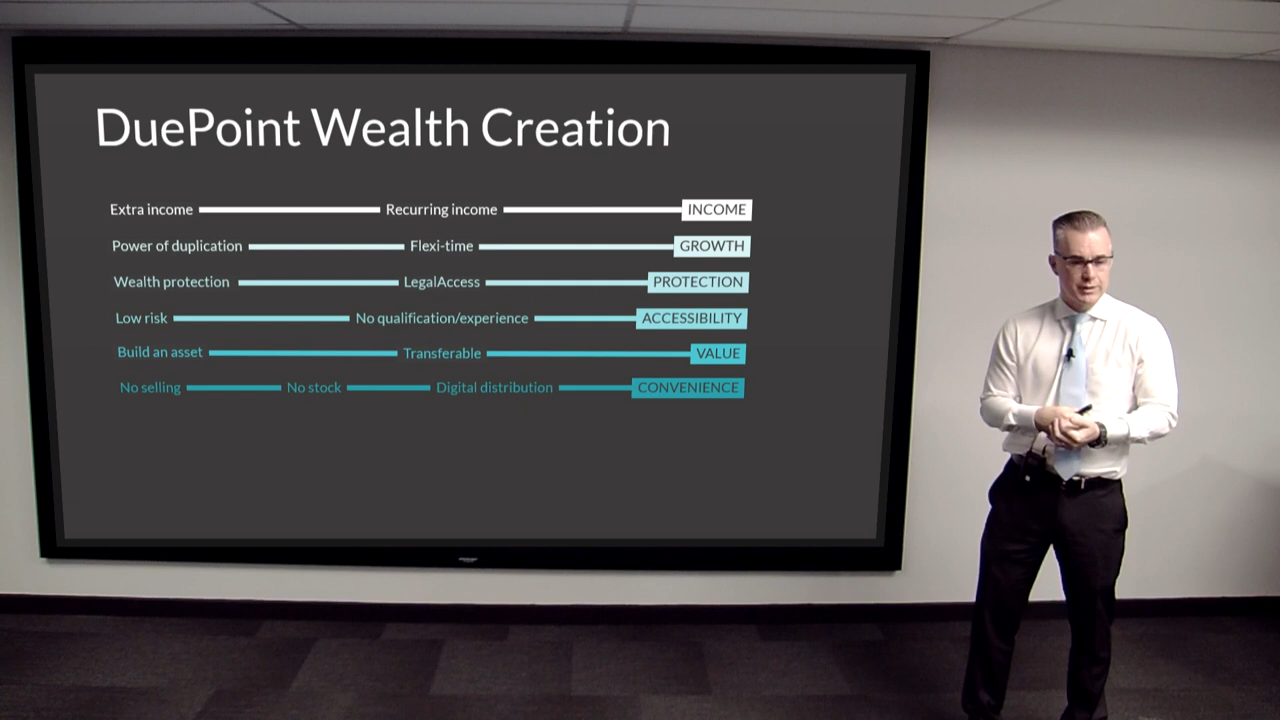 DuePoint Wealth Creation
Extra income Recurring income INCOME
Power of duplication Flexi-time GROWTH
Wealth protection LegalAccess PROTECTION
Low risk No qualification/experience ACCESSIBILITY
Build an asset Transferable VALUE
No selling No stock Digital distribution CONVENIENCE